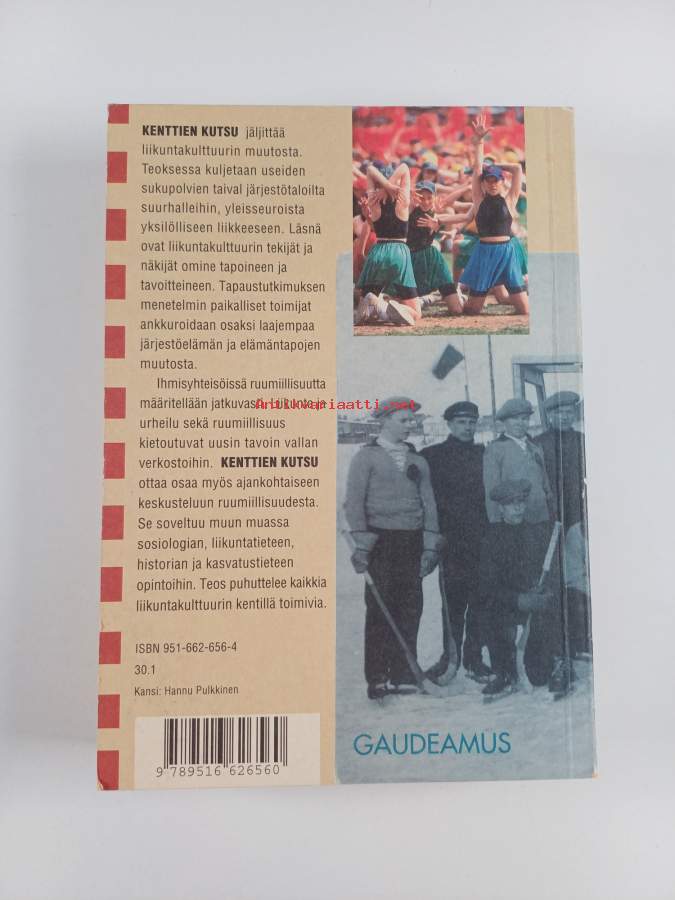 KENTTIEN KUTSU jäljittää
liikuntakulttuurin muutosta.
Teoksessa kuljetaan useiden
sukupolvien taival järjestötaloilta
suurhalleihin, yleisseuroista
yksilölliseen liikkeeseen. Läsnä
ovat liikuntakulttuurin tekijät ja
näkijät omine tapoineen ja
tavoitteineen. Tapaustutkimuksen
menetelmin paikalliset toimijat
ankkuroidaan osaksi laajempaa
järjestöelämän ja elämäntapojen
muutosta.
Ihmisyhteisöissä ruumiillisuutta
määritellään jatkuvasti. Liikunta ja
Antikvariaatti.net
urheilu sekä ruumiillisuus
kietoutuvat uusin tavoin vallan
verkostoihin. KENTTIEN KUTSU
ottaa osaa myös ajankohtaiseen
keskusteluun ruumiillisuudesta.
Se soveltuu muun muassa
sosiologian, liikuntatieteen,
historian ja kasvatustieteen
opintoihin. Teos puhuttelee kaikkia
liikuntakulttuurin kentillä toimivia.
ISBN 951-662-656-4
30.1
Kansi: Hannu Pulkkinen
9 789516 626560
GAUDEAMUS